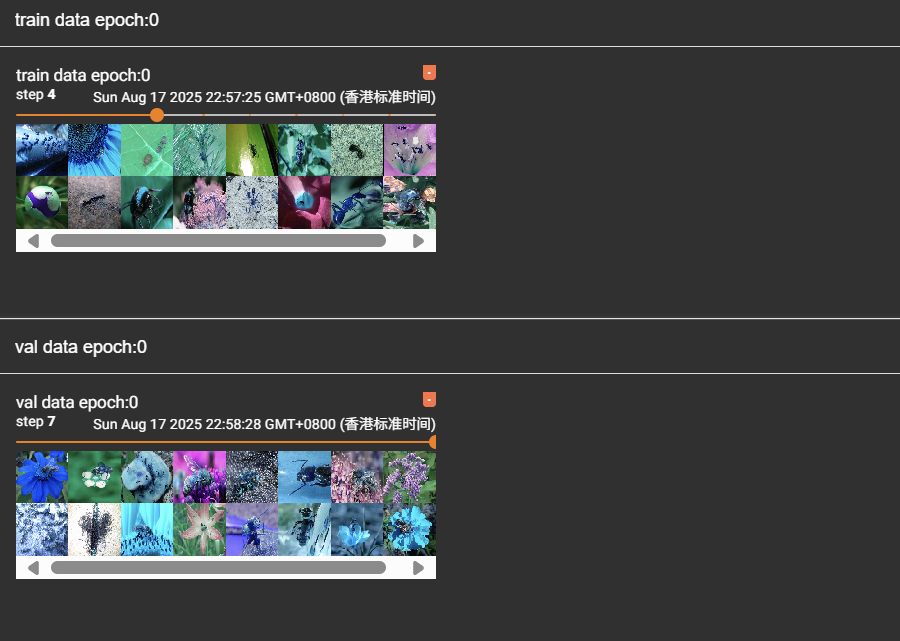 train data epoch:0
train data epoch:0
step 4 Sun Aug 17 2025 22:57:25 GMT+0800 (香港标准时间)
val data epoch:0
val data epoch:0
step 7 Sun Aug 17 2025 22:58:28 GMT+0800 (香港标准时间)